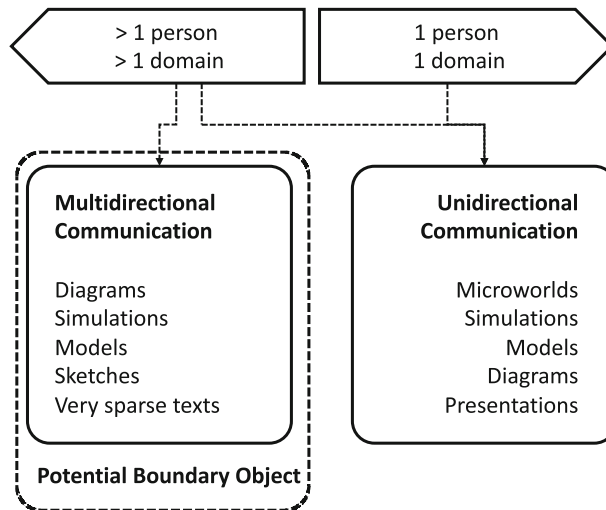 > 1 person
> 1 domain
1 person
1 domain
Multidirectional
Communication
Diagrams
Simulations
Models
Sketches
Very sparse texts
Potential Boundary Object
Unidirectional
Communication
Microworlds
Simulations
Models
Diagrams
Presentations